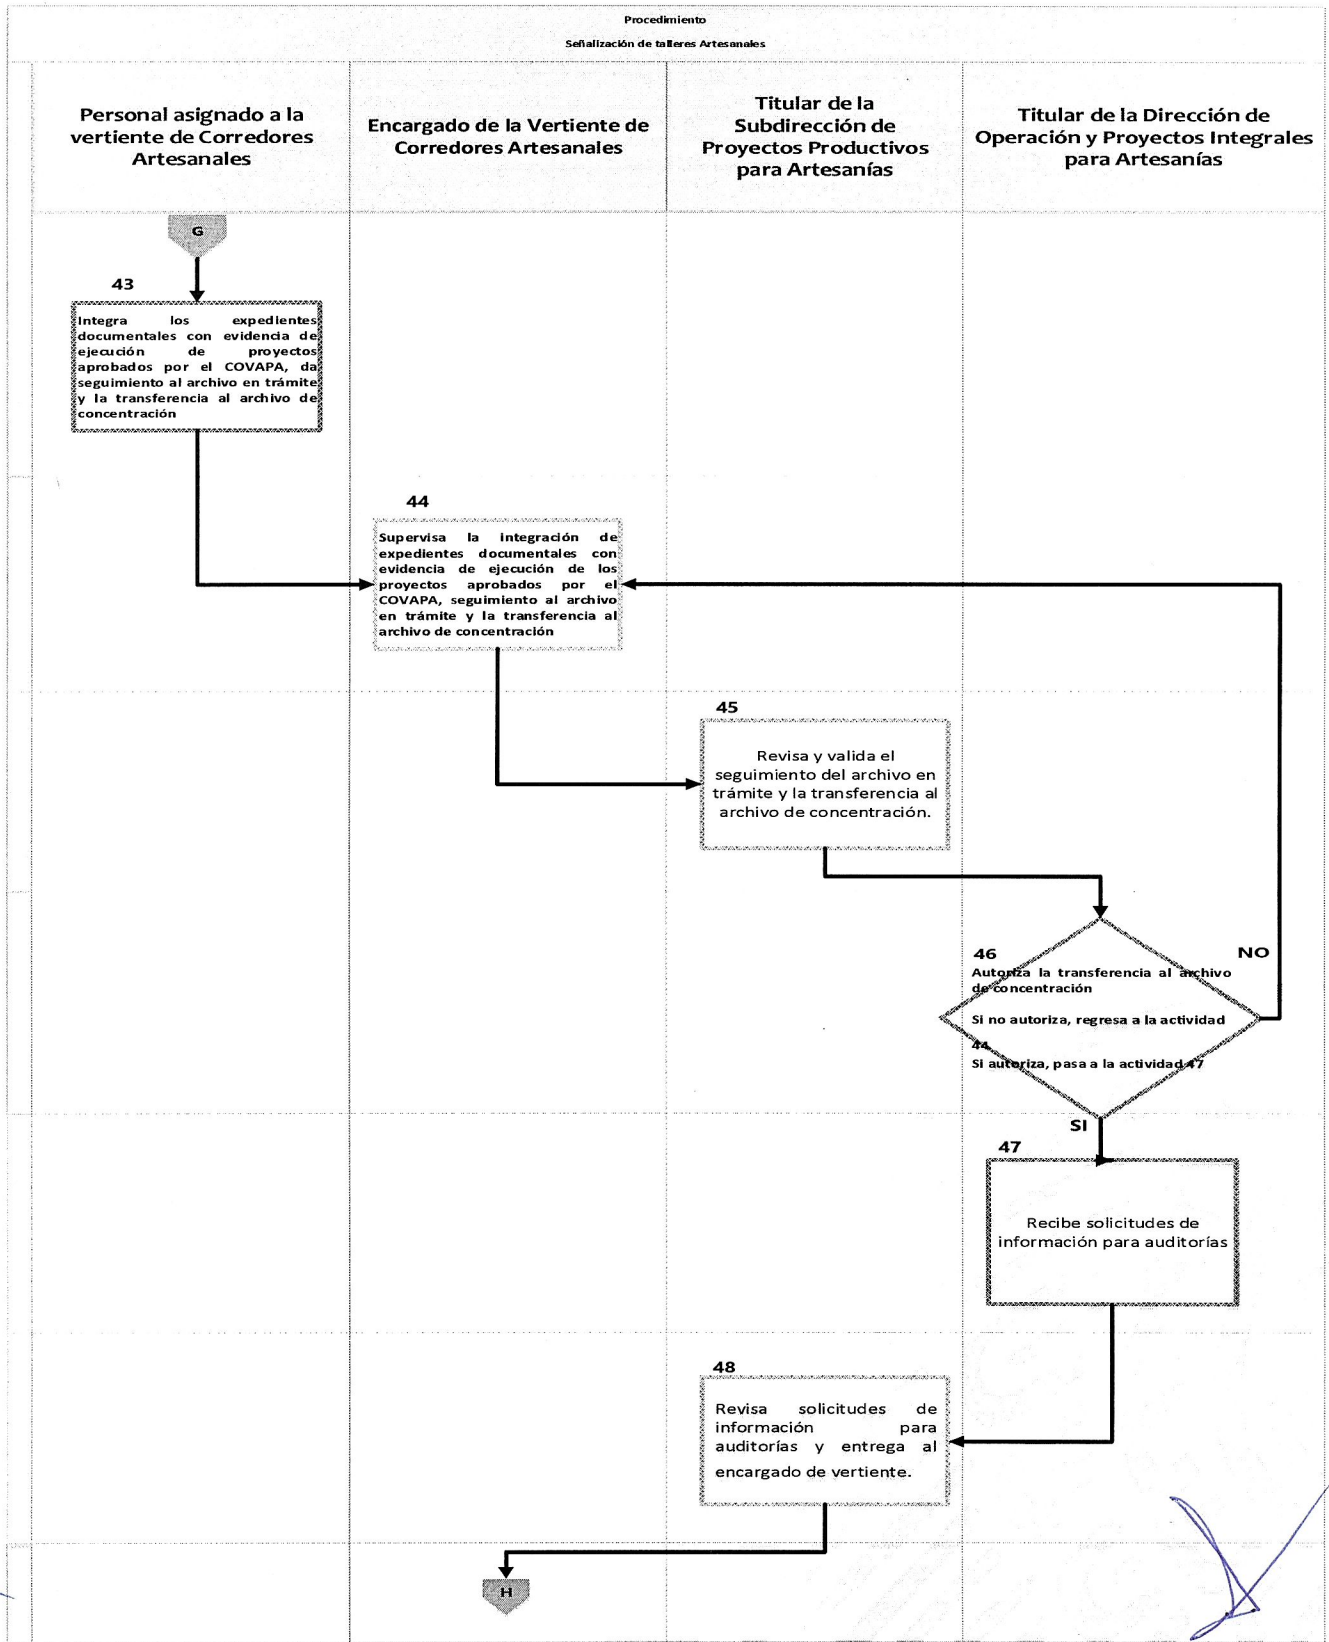 Procedimiento
Señalización de talleres Artesanales
Personal asignado a la
vertiente de Corredores
Artesanales
Encargado de la Vertiente de
Corredores Artesanales
Titular de la
Subdirección de
Proyectos Productivos
para Artesanías
Titular de la Dirección de
Operación y Proyectos Integrales
para Artesanías
G
43
Integra los expedientes
documentales con evidencia de
ejecución de proyectos
aprobados por el COVAPA, da
seguimiento al archivo en trámite
y la transferencia al archivo de
concentración
44
Supervisa la integración de
expedientes documentales con
evidencia de ejecución de los
proyectos aprobados por el
COVAPA, seguimiento al archivo
en trámite y la transferencia al
archivo de concentración
45
Revisa y valida el
seguimiento del archivo en
trámite y la transferencia al
archivo de concentración.
46
NO
Autoriza la transferencia al archivo
de concentración
Si no autoriza, regresa a la actividad
44
Si autoriza, pasa a la actividad 47
SI
47
Recibe solicitudes de
información para auditorías
48
Revisa solicitudes de
información para
auditorías y entrega al
encargado de vertiente.
H